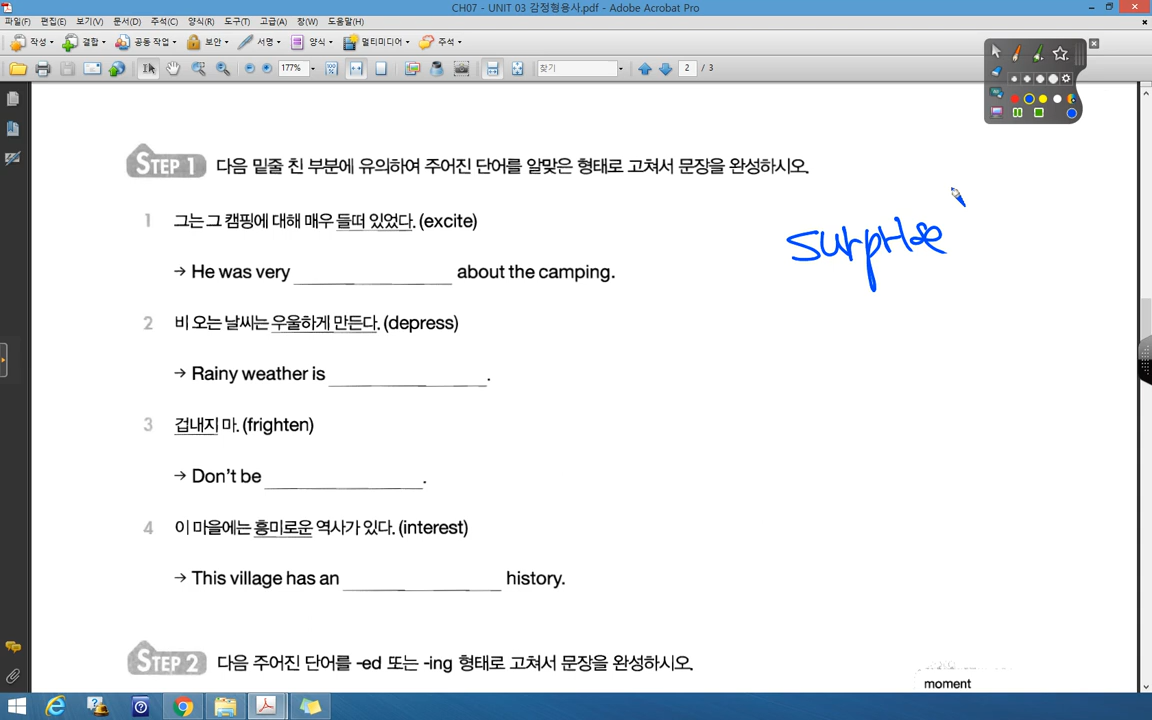 CH07 - UNIT 03 감정형용사.pdf - Adobe Acrobat Pro
파일(F) 편집(E) 보기(V) 문서(D) 주석(C) 양식(R) 도구(T) 고급(A) 창(W) 도움말(H)
작성 결합 공동 작업 보안 서명 양식 멀티미디어 주석
177% 찾기 2 / 3
STEP 1 다음 밑줄 친 부분에 유의하여 주어진 단어를 알맞은 형태로 고쳐서 문장을 완성하시오.
surprise
1 그는 그 캠핑에 대해 매우 들떠 있었다. (excite)
→ He was very ____________ about the camping.
2 비 오는 날씨는 우울하게 만든다. (depress)
→ Rainy weather is ____________.
3 겁내지 마. (frighten)
→ Don't be ____________.
4 이 마을에는 흥미로운 역사가 있다. (interest)
→ This village has an ____________ history.
STEP 2 다음 주어진 단어를 -ed 또는 -ing 형태로 고쳐서 문장을 완성하시오.
moment